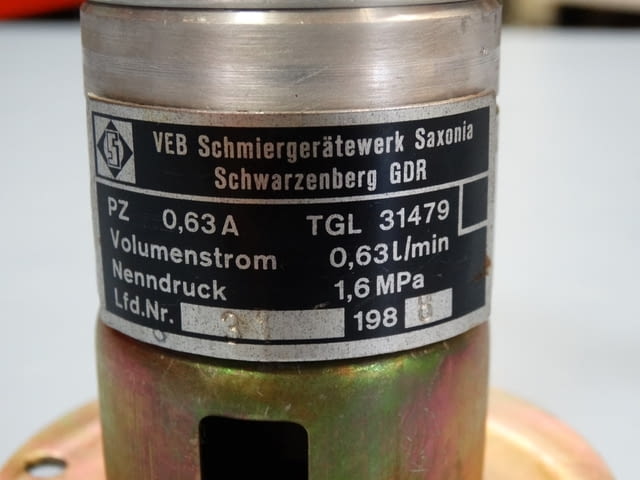 VEB Schmiergerätewerk Saxonia
Schwarzenberg GDR
PZ 0,63 A TGL 31479
Volumenstrom 0,63 l/min
Nenndruck 1,6 MPa
Lfd.Nr. 198